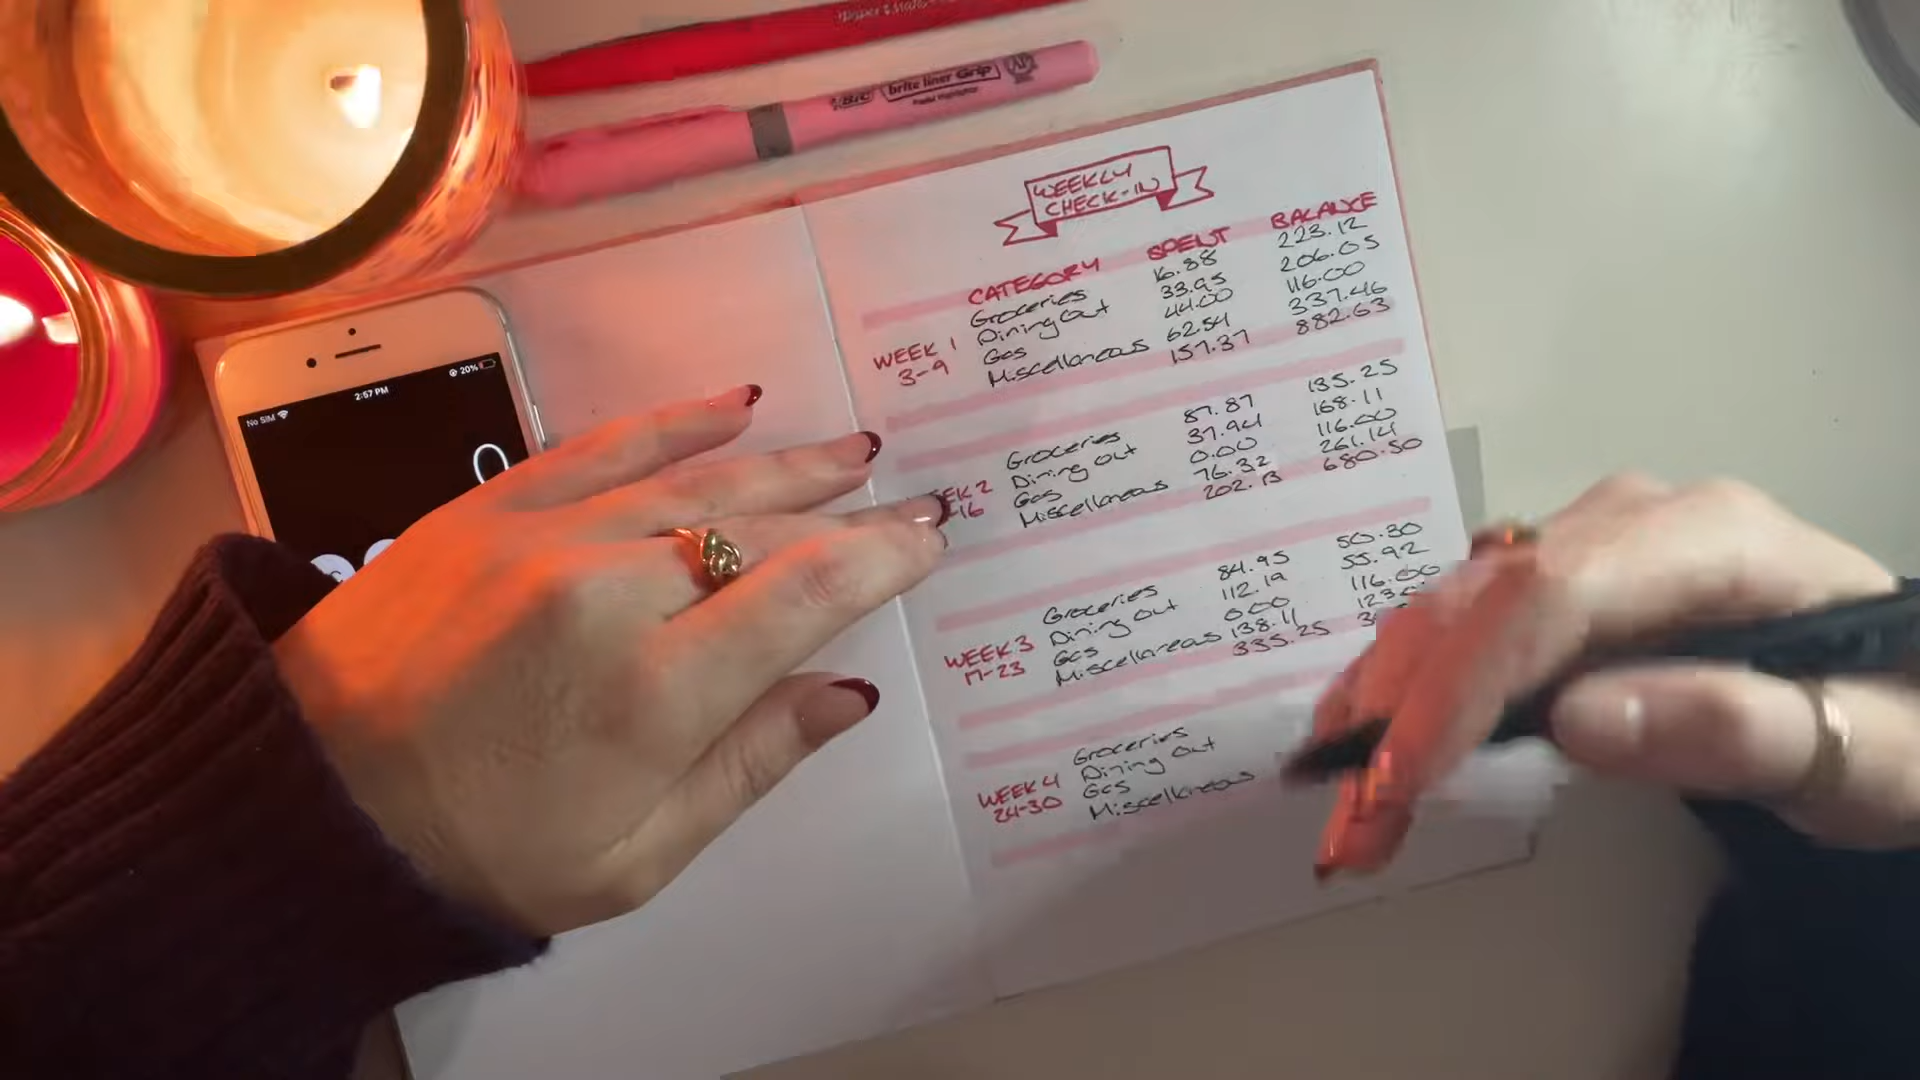 BIC brite liner Grip
No SIM 2:57 PM 20%
0
WEEKLY
CHECK-IN
CATEGORY SPENT BALANCE
Groceries 16.88 223.12
Dining out 33.95 206.05
Gas 44.00 116.00
Miscellaneous 62.54 337.46
WEEK 1
3-9
157.37 882.63
Groceries 87.87 135.25
Dining out 37.94 168.11
Gas 0.00 116.00
Miscellaneous 76.32 261.14
202.13 680.50
Groceries 84.95 50.30
Dining out 112.19 55.92
Gas 0.00 116.00
Miscellaneous 138.11
WEEK 3
17-23
335.25
Groceries
Dining out
Gas
Miscellaneous
WEEK 4
24-30